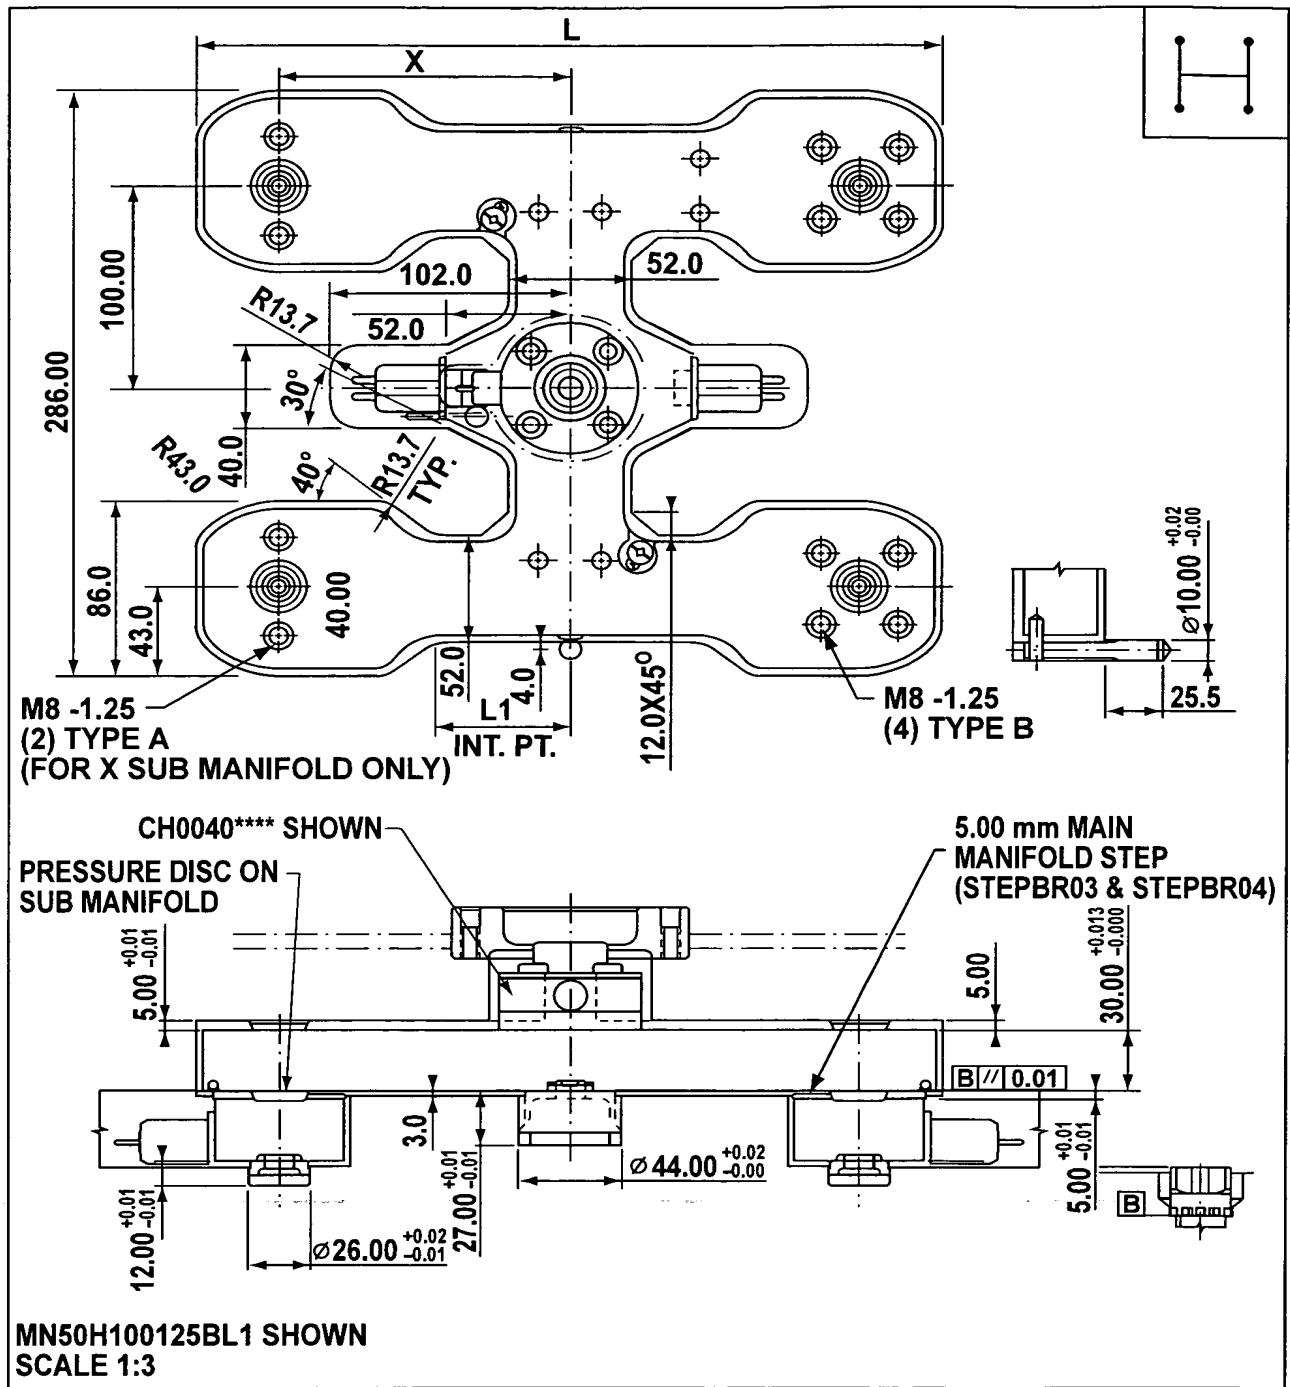 L
X
100.00
286.00
102.0
52.0
52.0
R13.7
30°
40.0
R43.0
40°
R13.7
TYP.
86.0
43.0
40.00
52.0
4.0
L1
INT. PT.
12.0X45°
M8 -1.25
(2) TYPE A
(FOR X SUB MANIFOLD ONLY)
M8 -1.25
(4) TYPE B
Ø10.00 +0.02 -0.00
25.5
CH0040**** SHOWN
PRESSURE DISC ON
SUB MANIFOLD
5.00 mm MAIN
MANIFOLD STEP
(STEPBR03 & STEPBR04)
5.00 +0.01 -0.01
5.00
30.00 +0.013 -0.000
B // 0.01
3.0
27.00 +0.01 -0.01
Ø44.00 +0.02 -0.00
5.00 +0.01 -0.01
B
12.00 +0.01 -0.01
Ø26.00 +0.02 -0.01
MN50H100125BL1 SHOWN
SCALE 1:3